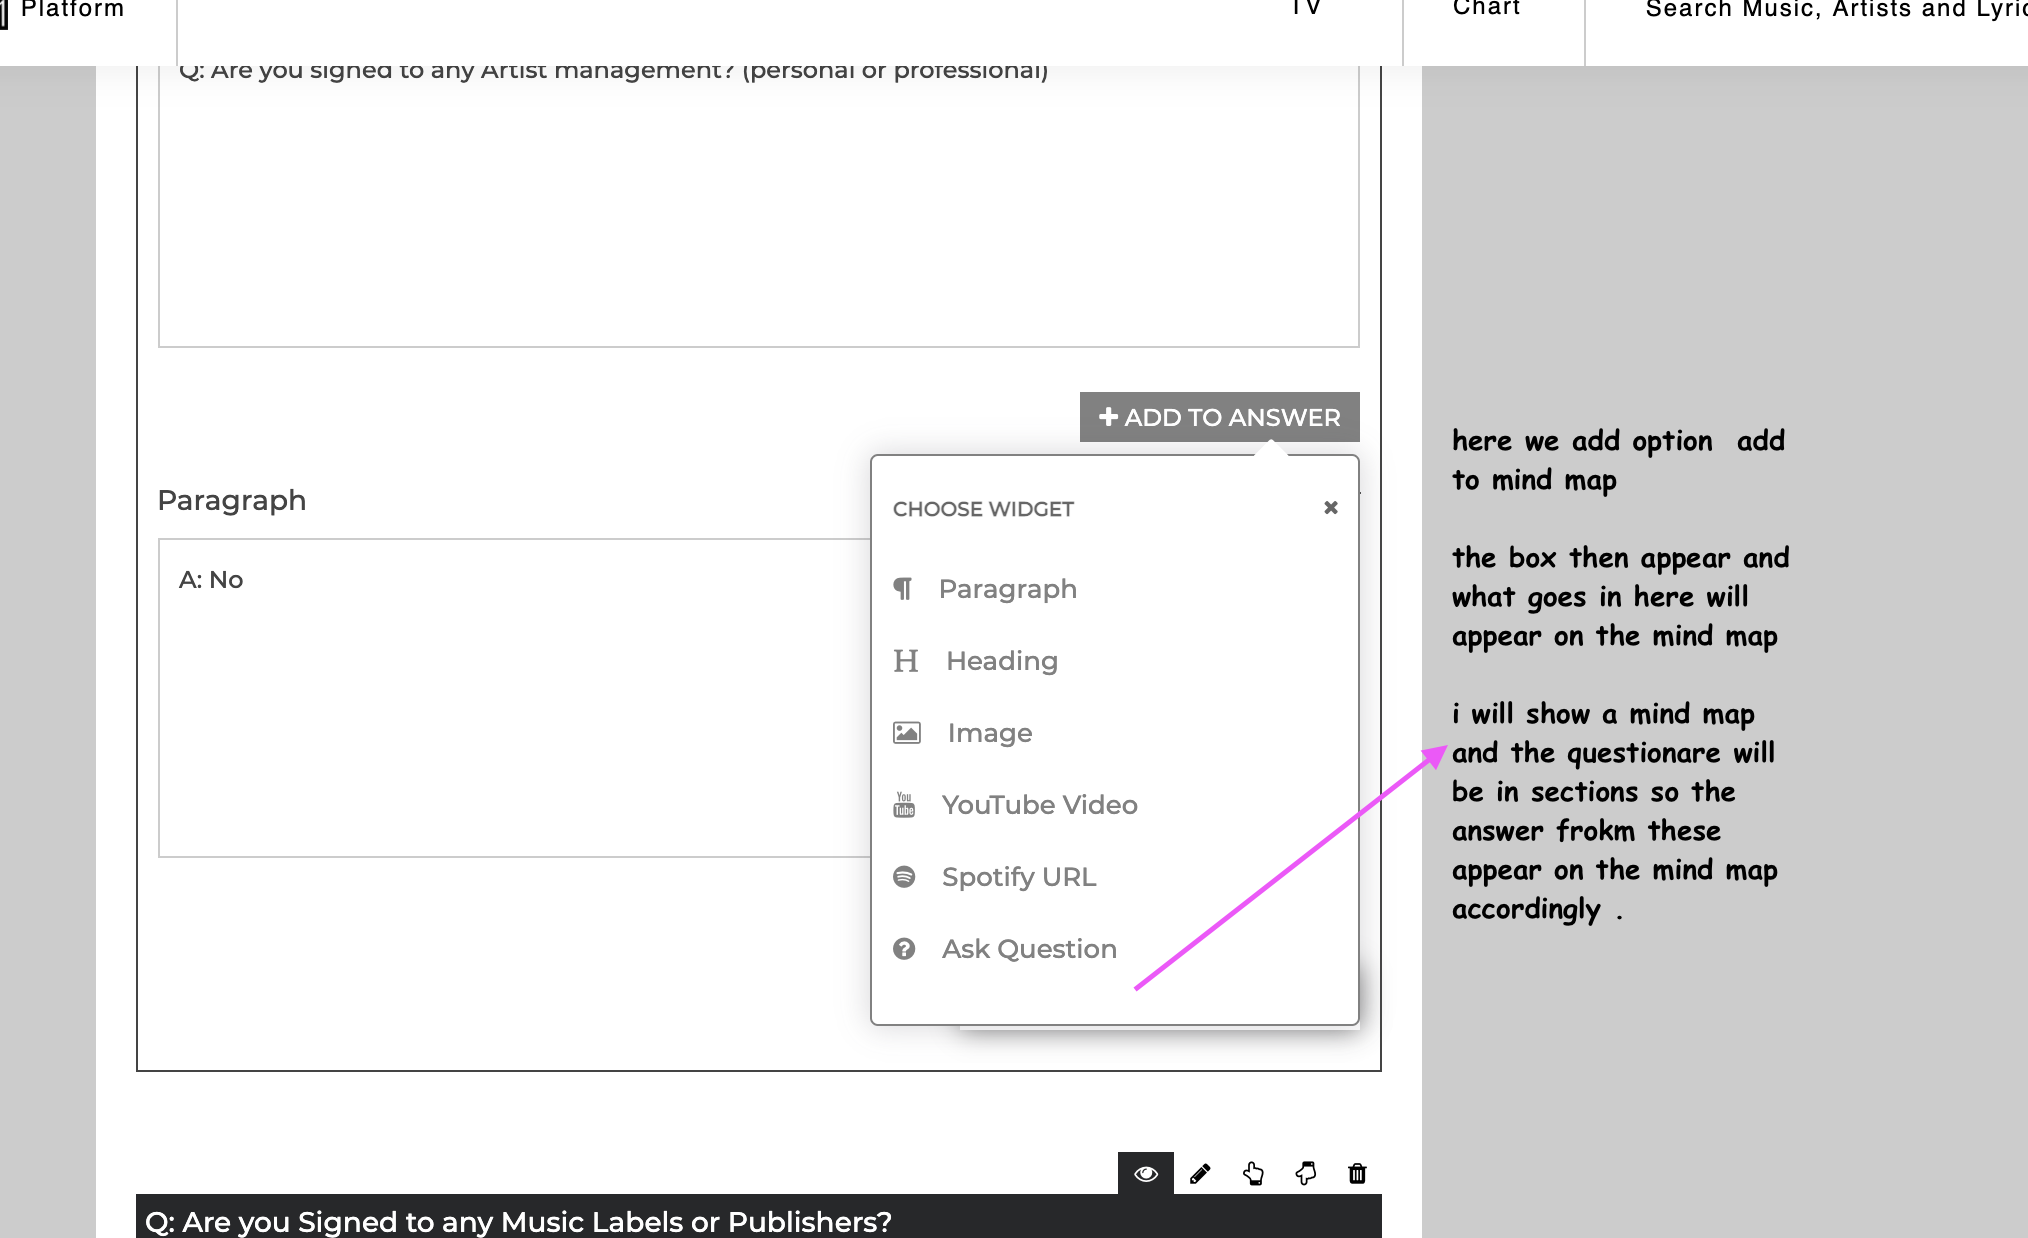 Platform
TV
Chart
Search Music, Artists and
Q: Are you signed to any Artist management? (personal or professional)
ADD TO ANSWER
Paragraph
A: No
CHOOSE WIDGET
Paragraph
Heading
Image
You
Tube
YouTube Video
Spotify URL
Ask Question
here we add option add
to mind map
the box then appear and
what goes in here will
appear on the mind map
i will show a mind map
and the questionare will
be in sections so the
answer frokm these
appear on the mind map
accordingly .
Q: Are you Signed to any Music Labels or Publishers?